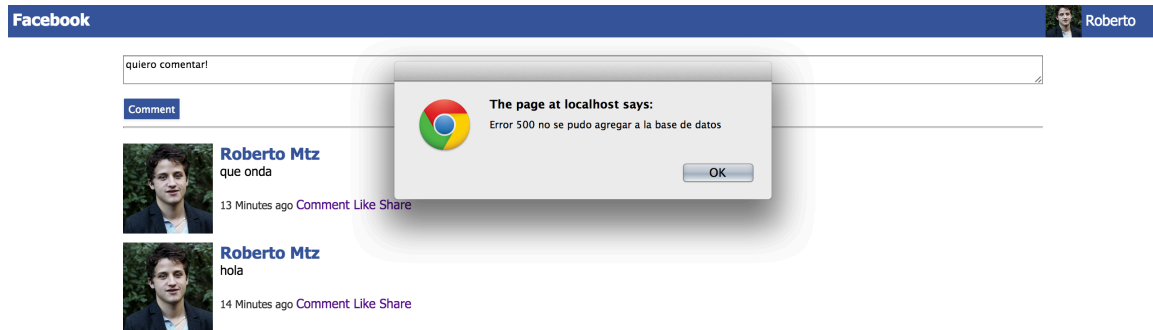 Facebook
Roberto
quiero comentar!
Comment
The page at localhost says:
Error 500 no se pudo agregar a la base de datos
OK
Roberto Mtz
que onda
13 Minutes ago Comment Like Share
Roberto Mtz
hola
14 Minutes ago Comment Like Share